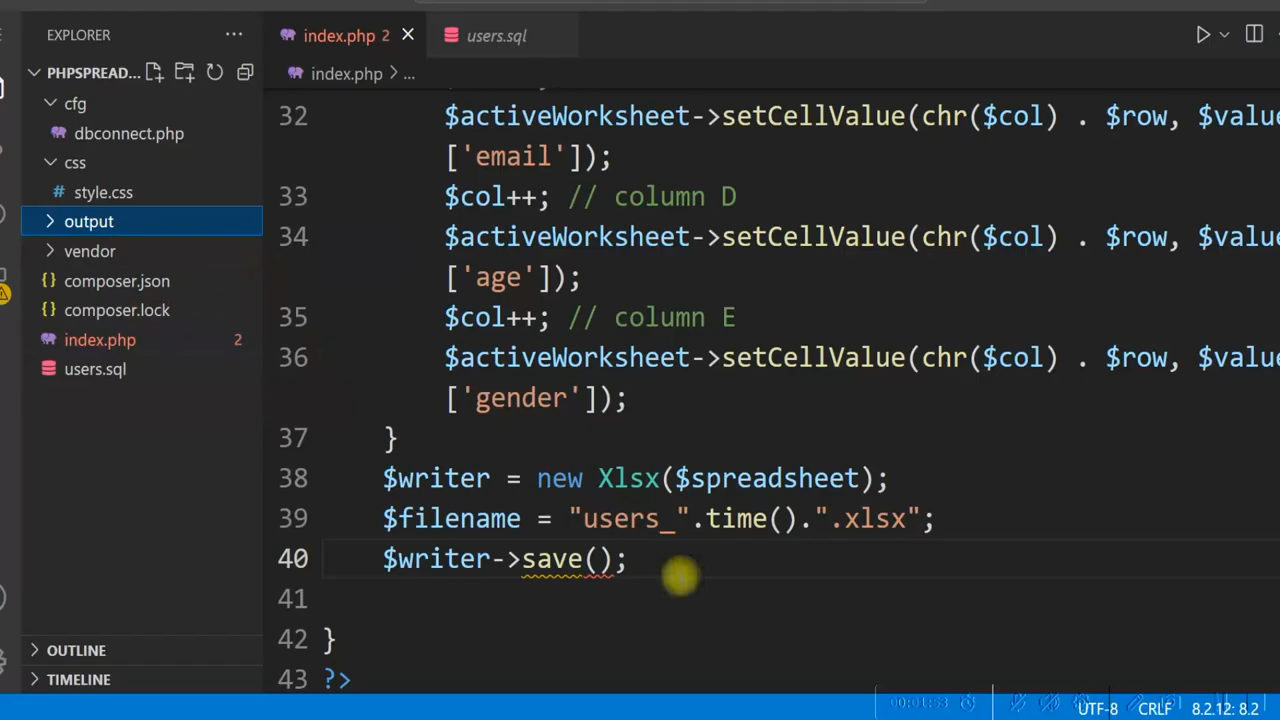 EXPLORER
index.php 2
users.sql
PHPSPREAD...
index.php > ...
cfg
dbconnect.php
css
style.css
output
vendor
composer.json
composer.lock
index.php 2
users.sql
OUTLINE
TIMELINE
32 $activeWorksheet->setCellValue(chr($col) . $row, $value
['email']);
33 $col++; // column D
34 $activeWorksheet->setCellValue(chr($col) . $row, $value
['age']);
35 $col++; // column E
36 $activeWorksheet->setCellValue(chr($col) . $row, $value
['gender']);
37 }
38 $writer = new Xlsx($spreadsheet);
39 $filename = "users_".time().".xlsx";
40 $writer->save();
41
42 }
43 ?>
00:01:53
UTF-8 CRLF 8.2.12: 8.2